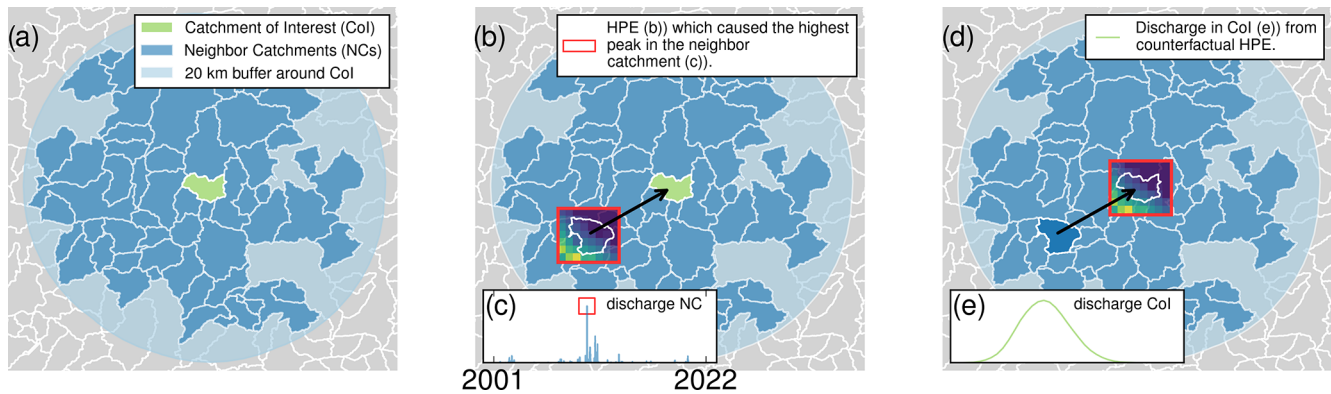 (a)
Catchment of Interest (CoI)
Neighbor Catchments (NCs)
20 km buffer around CoI
(b)
HPE (b)) which caused the highest
peak in the neighbor
catchment (c)).
(c)
discharge NC
2001
2022
(d)
Discharge in CoI (e)) from
counterfactual HPE.
(e)
discharge CoI